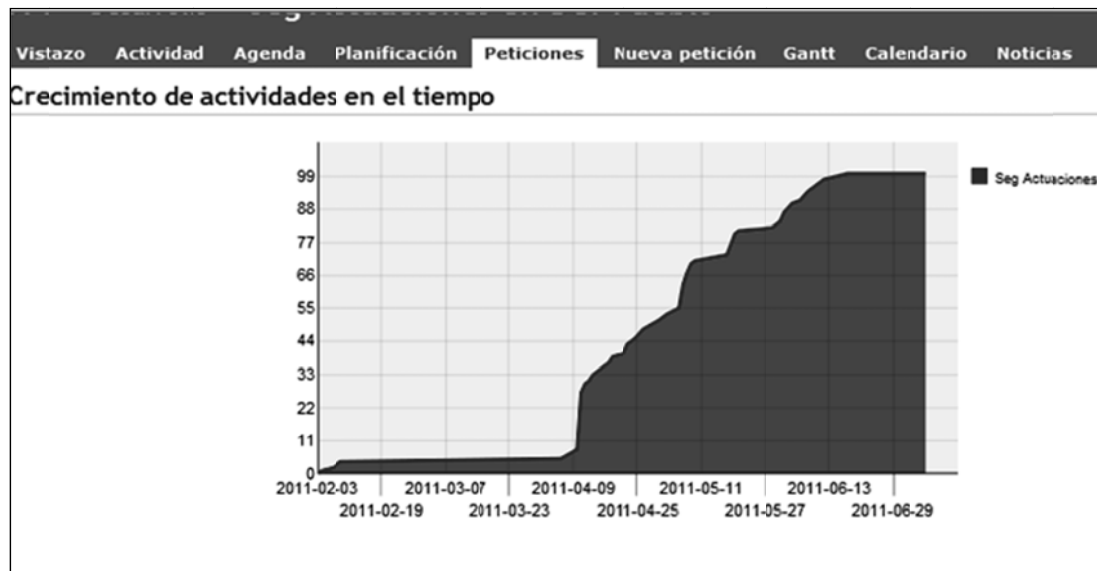 Vistazo Actividad Agenda Planificación Peticiones Nueva petición Gantt Calendario Noticias
Crecimiento de actividades en el tiempo
99
88
77
66
55
44
33
22
11
0
Seg Actuaciones
2011-02-03 2011-03-07 2011-04-09 2011-05-11 2011-06-13
2011-02-19 2011-03-23 2011-04-25 2011-05-27 2011-06-29